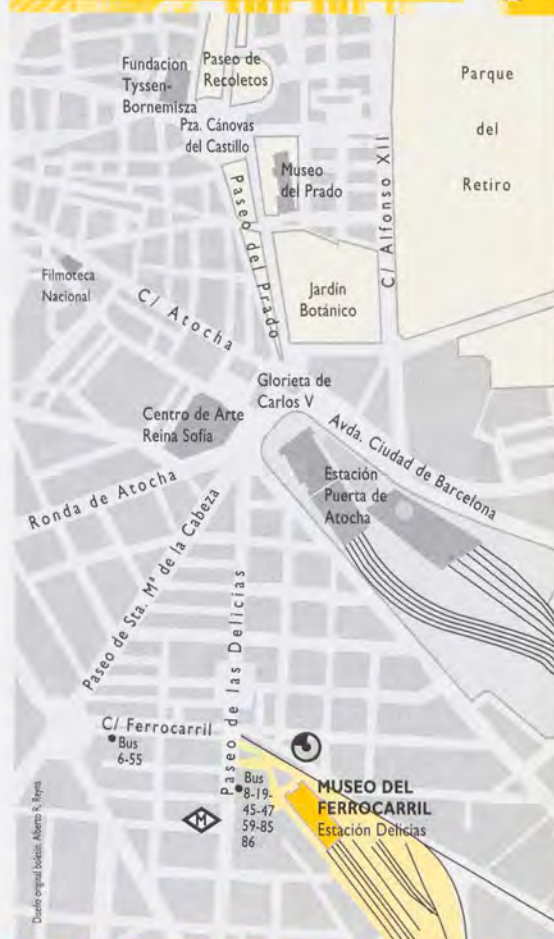 Fundacion
Tyssen-
Bornemisza
Paseo de
Recoletos
Parque
del
Retiro
Pza. Cánovas
del Castillo
Museo
del Prado
C/ Alfonso XII
Paseo del Prado
Filmoteca
Nacional
C/ Atocha
Jardín
Botánico
Glorieta de
Carlos V
Centro de Arte
Reina Sofía
Avda. Ciudad de Barcelona
Estación
Puerta de
Atocha
Ronda de Atocha
Paseo de Sta. Mª de la Cabeza
Paseo de las Delicias
C/ Ferrocarril
Bus
6-55
Bus
8-19-
45-47
59-85
86
M
MUSEO DEL
FERROCARRIL
Estación Delicias
Diseño original boletín: Alberto R. Reyna